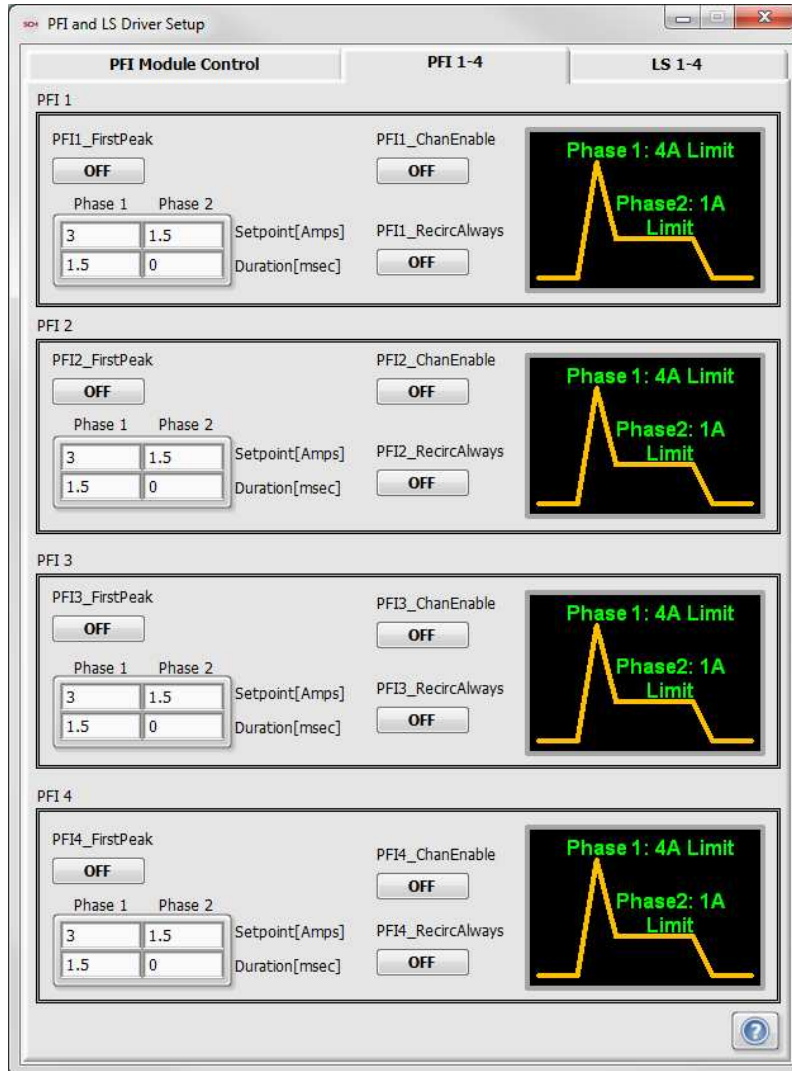 SCM PFI and LS Driver Setup
PFI Module Control PFI 1-4 LS 1-4
PFI 1
PFI1_FirstPeak PFI1_ChanEnable
OFF OFF
Phase 1 Phase 2
3 1.5 Setpoint[Amps] PFI1_RecircAlways
1.5 0 Duration[msec] OFF
Phase 1: 4A Limit
Phase2: 1A
Limit
PFI 2
PFI2_FirstPeak PFI2_ChanEnable
OFF OFF
Phase 1 Phase 2
3 1.5 Setpoint[Amps] PFI2_RecircAlways
1.5 0 Duration[msec] OFF
Phase 1: 4A Limit
Phase2: 1A
Limit
PFI 3
PFI3_FirstPeak PFI3_ChanEnable
OFF OFF
Phase 1 Phase 2
3 1.5 Setpoint[Amps] PFI3_RecircAlways
1.5 0 Duration[msec] OFF
Phase 1: 4A Limit
Phase2: 1A
Limit
PFI 4
PFI4_FirstPeak PFI4_ChanEnable
OFF OFF
Phase 1 Phase 2
3 1.5 Setpoint[Amps] PFI4_RecircAlways
1.5 0 Duration[msec] OFF
Phase 1: 4A Limit
Phase2: 1A
Limit
?